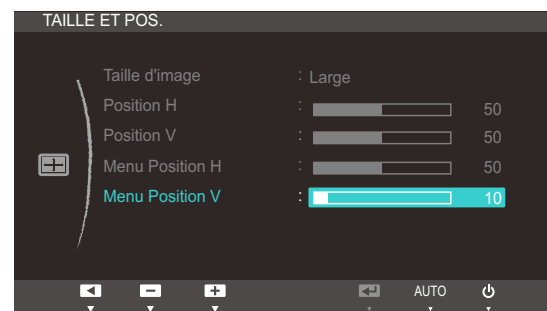 TAILLE ET POS.
Taille d'image : Large
Position H : 50
Position V : 50
Menu Position H : 50
Menu Position V : 10
AUTO